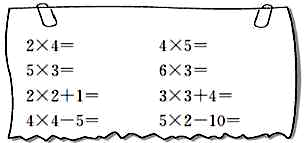 2×4= 4×5=
5×3= 6×3=
2×2+1= 3×3+4=
4×4−5= 5×2−10=